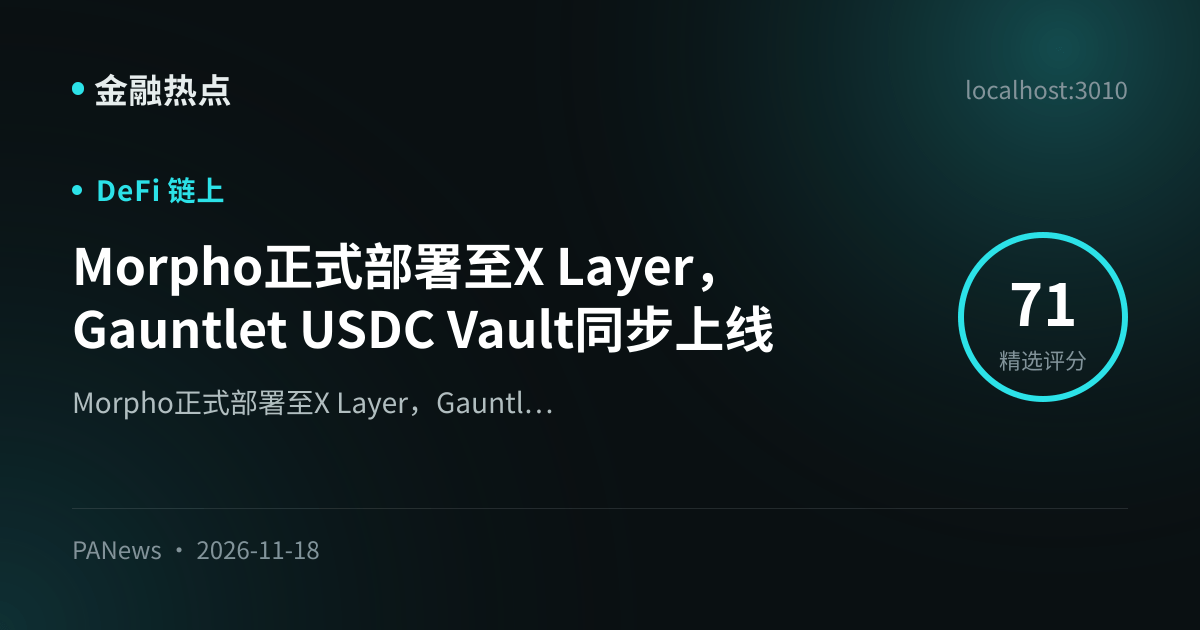 金融热点
localhost:3010
DeFi 链上
Morpho正式部署至X Layer，
Gauntlet USDC Vault同步上线
71
精选评分
Morpho正式部署至X Layer，Gauntl…
PANews · 2026-11-18